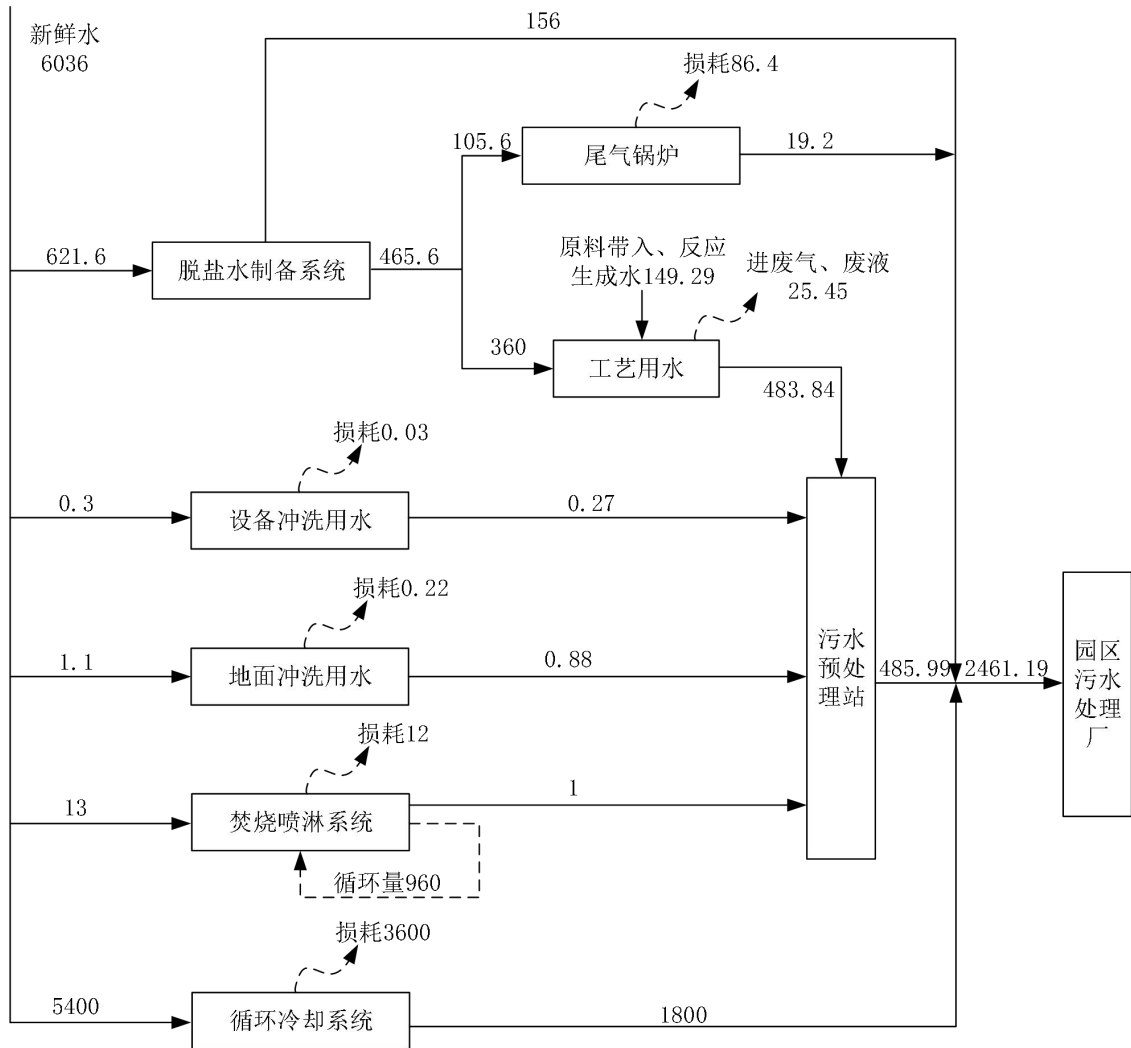 新鲜水
6036
156
损耗86.4
105.6
尾气锅炉
19.2
621.6
脱盐水制备系统
465.6
原料带入、反应
生成水149.29
进废气、废液
25.45
360
工艺用水
483.84
损耗0.03
0.3
设备冲洗用水
0.27
损耗0.22
1.1
地面冲洗用水
0.88
污水
预处
理站
485.99
2461.19
园区
污水
处理
厂
损耗12
13
焚烧喷淋系统
1
循环量960
损耗3600
5400
循环冷却系统
1800